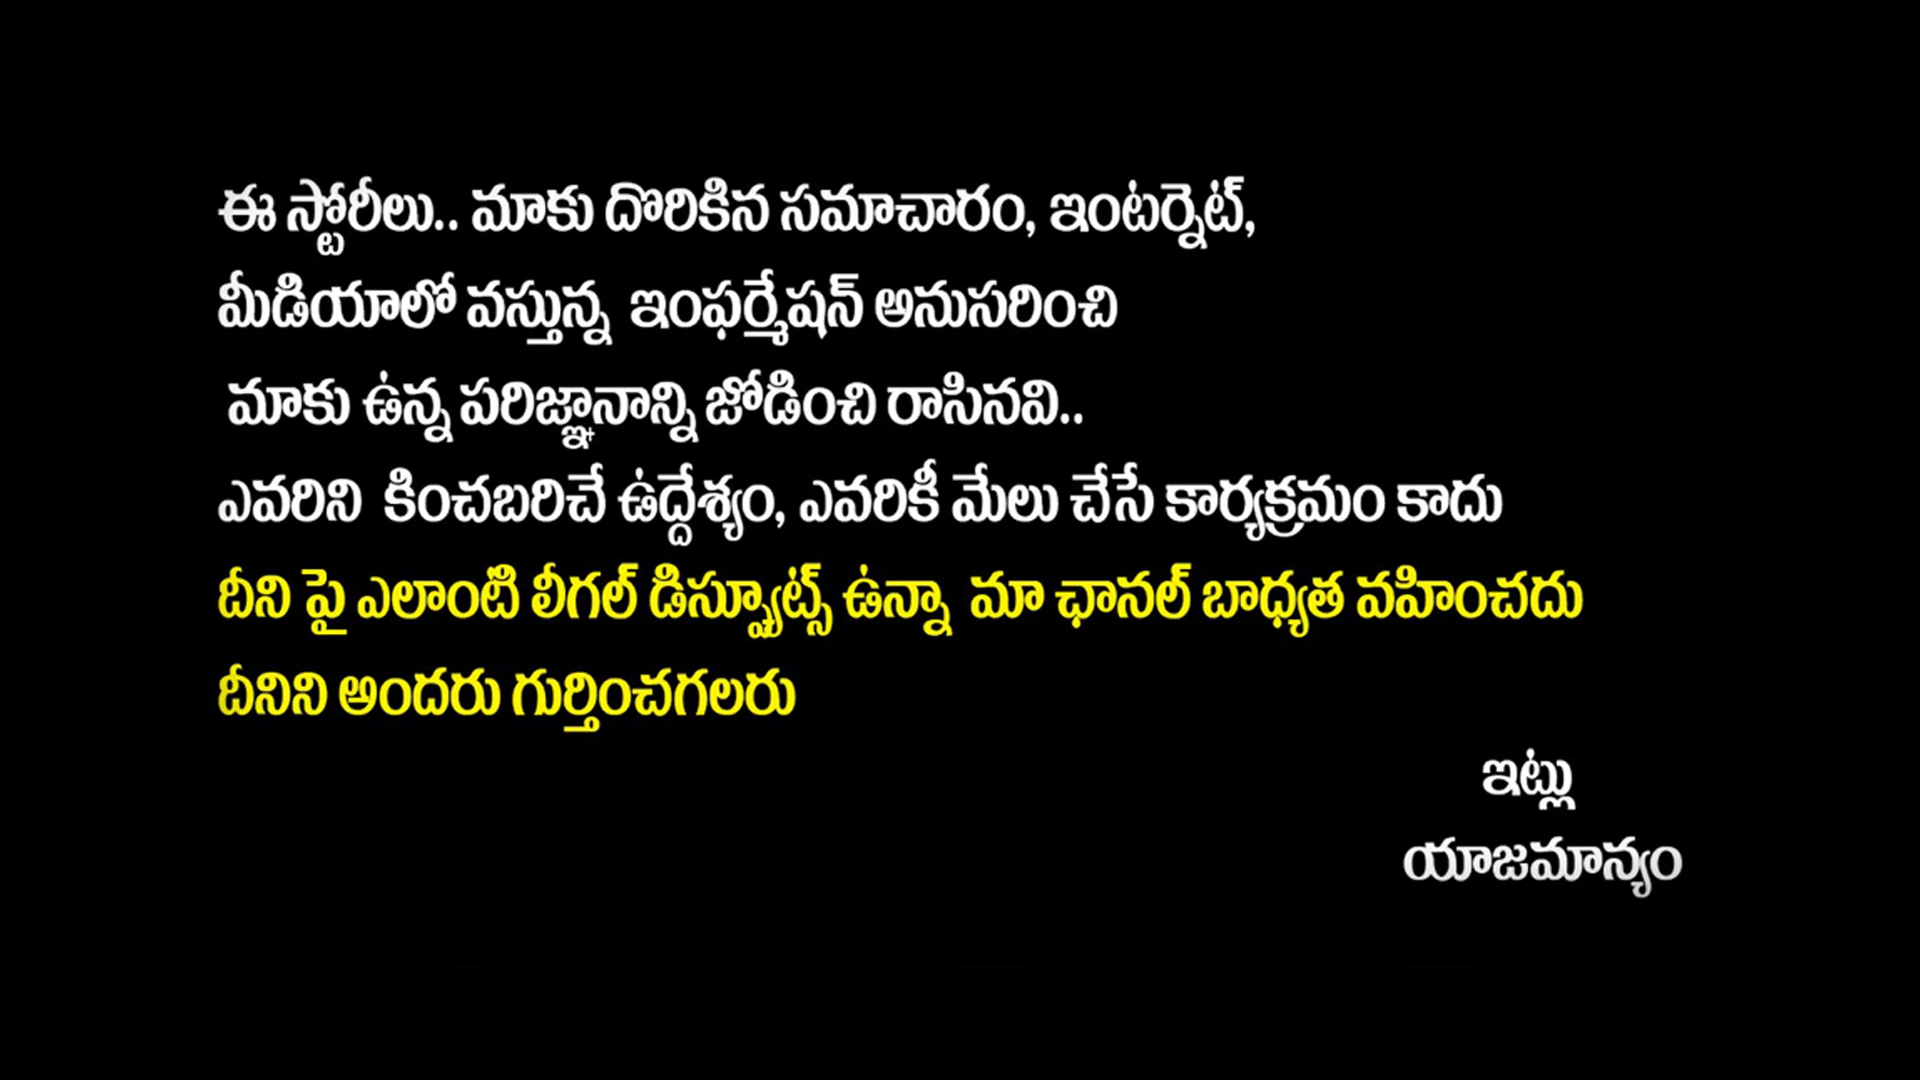 ఈ స్టోరీలు.. మాకు దొరికిన సమాచారం, ఇంటర్నెట్,
మీడియాలో వస్తున్న ఇంఫర్మేషన్ అనుసరించి
మాకు ఉన్న పరిజ్ఞానాన్ని జోడించి రాసినవి..
ఎవరిని కించబరిచే ఉద్దేశ్యం, ఎవరికీ మేలు చేసే కార్యక్రమం కాదు
దీని పై ఎలాంటి లీగల్ డిస్ప్యూట్స్ ఉన్నా మా ఛానల్ బాధ్యత వహించదు
దీనిని అందరు గుర్తించగలరు
ఇట్లు
యాజమాన్యం